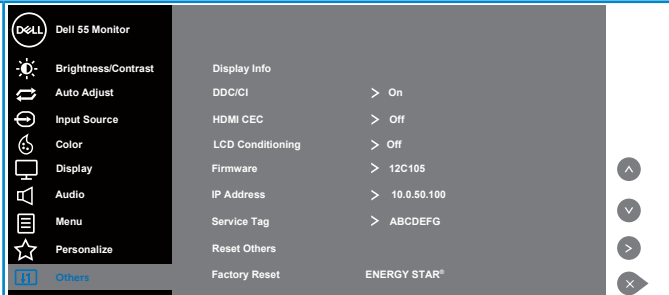 DELL Dell 55 Monitor
Brightness/Contrast Display Info
Auto Adjust DDC/CI > On
Input Source HDMI CEC > Off
Color LCD Conditioning > Off
Display Firmware > 12C105
Audio IP Address > 10.0.50.100
Menu Service Tag > ABCDEFG
Personalize Reset Others
Others Factory Reset ENERGY STAR®